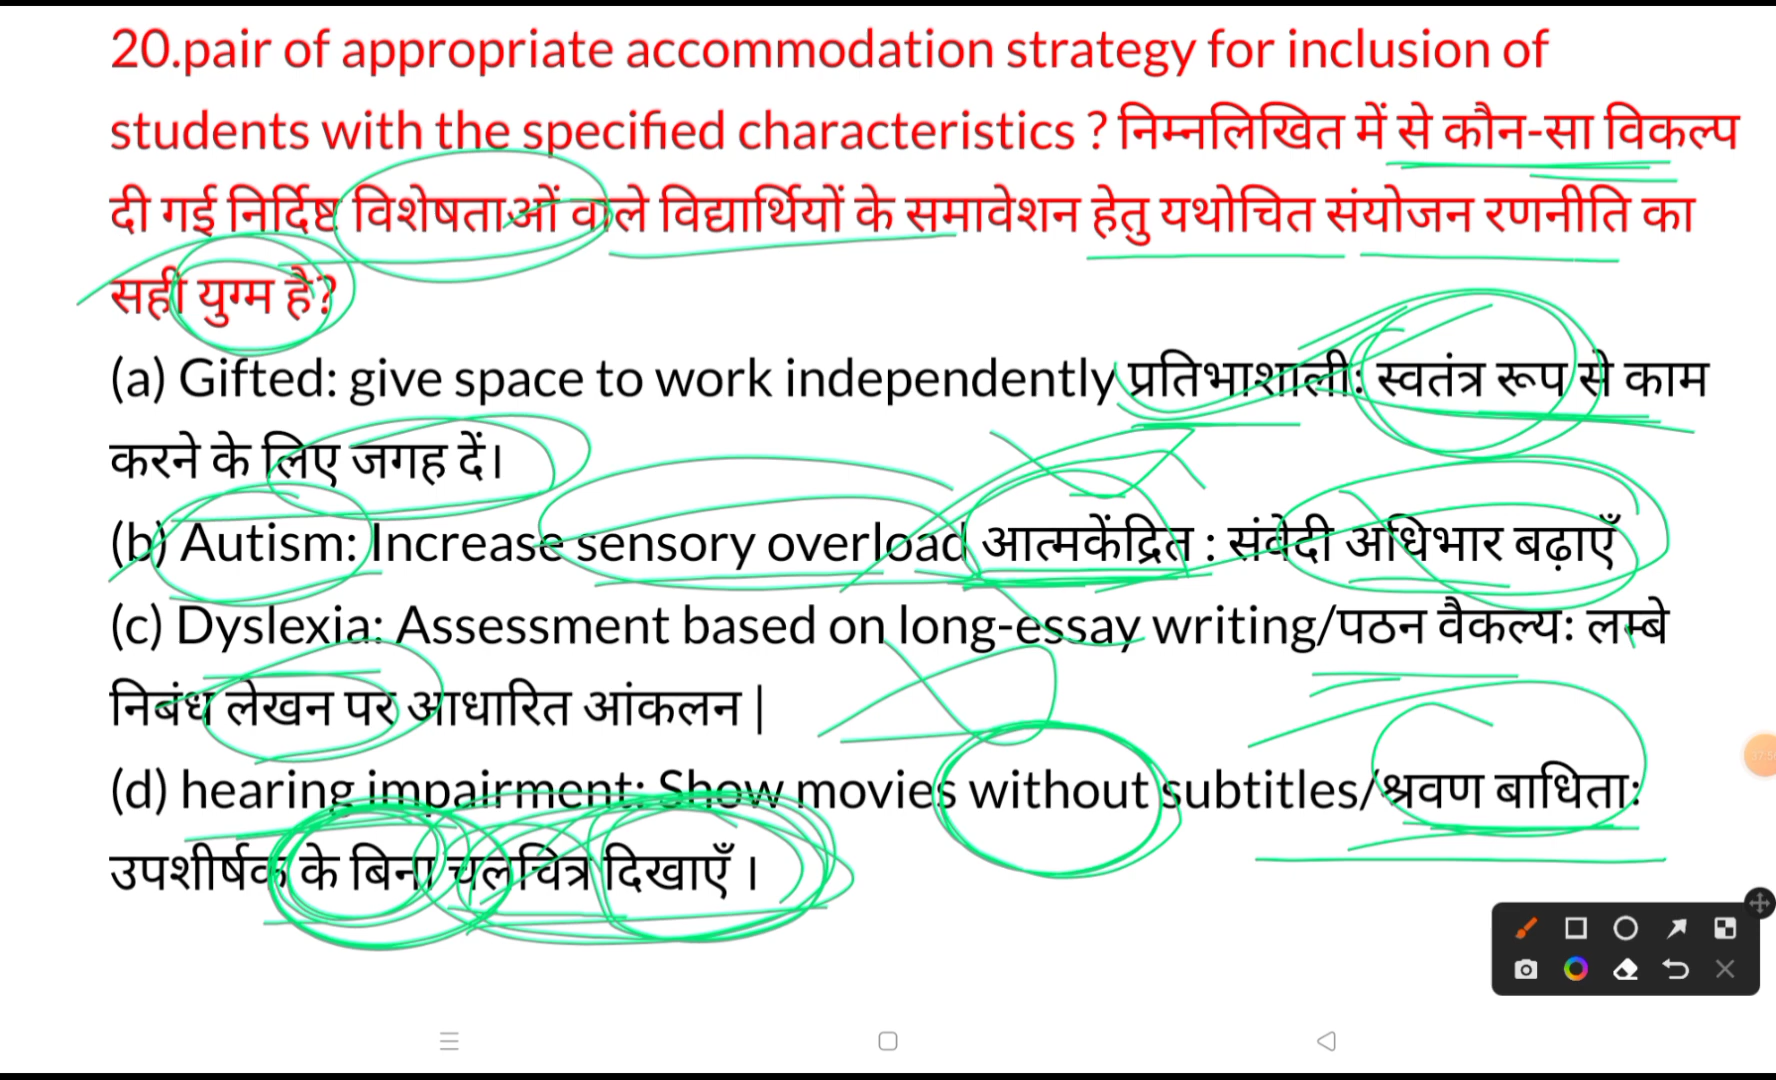 20.pair of appropriate accommodation strategy for inclusion of
students with the specified characteristics ? निम्नलिखित में से कौन-सा विकल्प
दी गई निर्दिष्ट विशेषताओं वाले विद्यार्थियों के समावेशन हेतु यथोचित संयोजन रणनीति का
सही युग्म है?
(a) Gifted: give space to work independently प्रतिभाशाली: स्वतंत्र रूप से काम
करने के लिए जगह दें।
(b) Autism: Increase sensory overload आत्मकेंद्रित : संवेदी अधिभार बढ़ाएँ
(c) Dyslexia: Assessment based on long-essay writing/पठन वैकल्य: लम्बे
निबंध लेखन पर आधारित आंकलन |
(d) hearing impairment: Show movies without subtitles/श्रवण बाधिता:
उपशीर्षक के बिना चलचित्र दिखाएँ ।